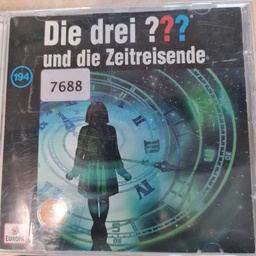 Die drei ???
und die Zeitreisende
194
7688
EUROPA